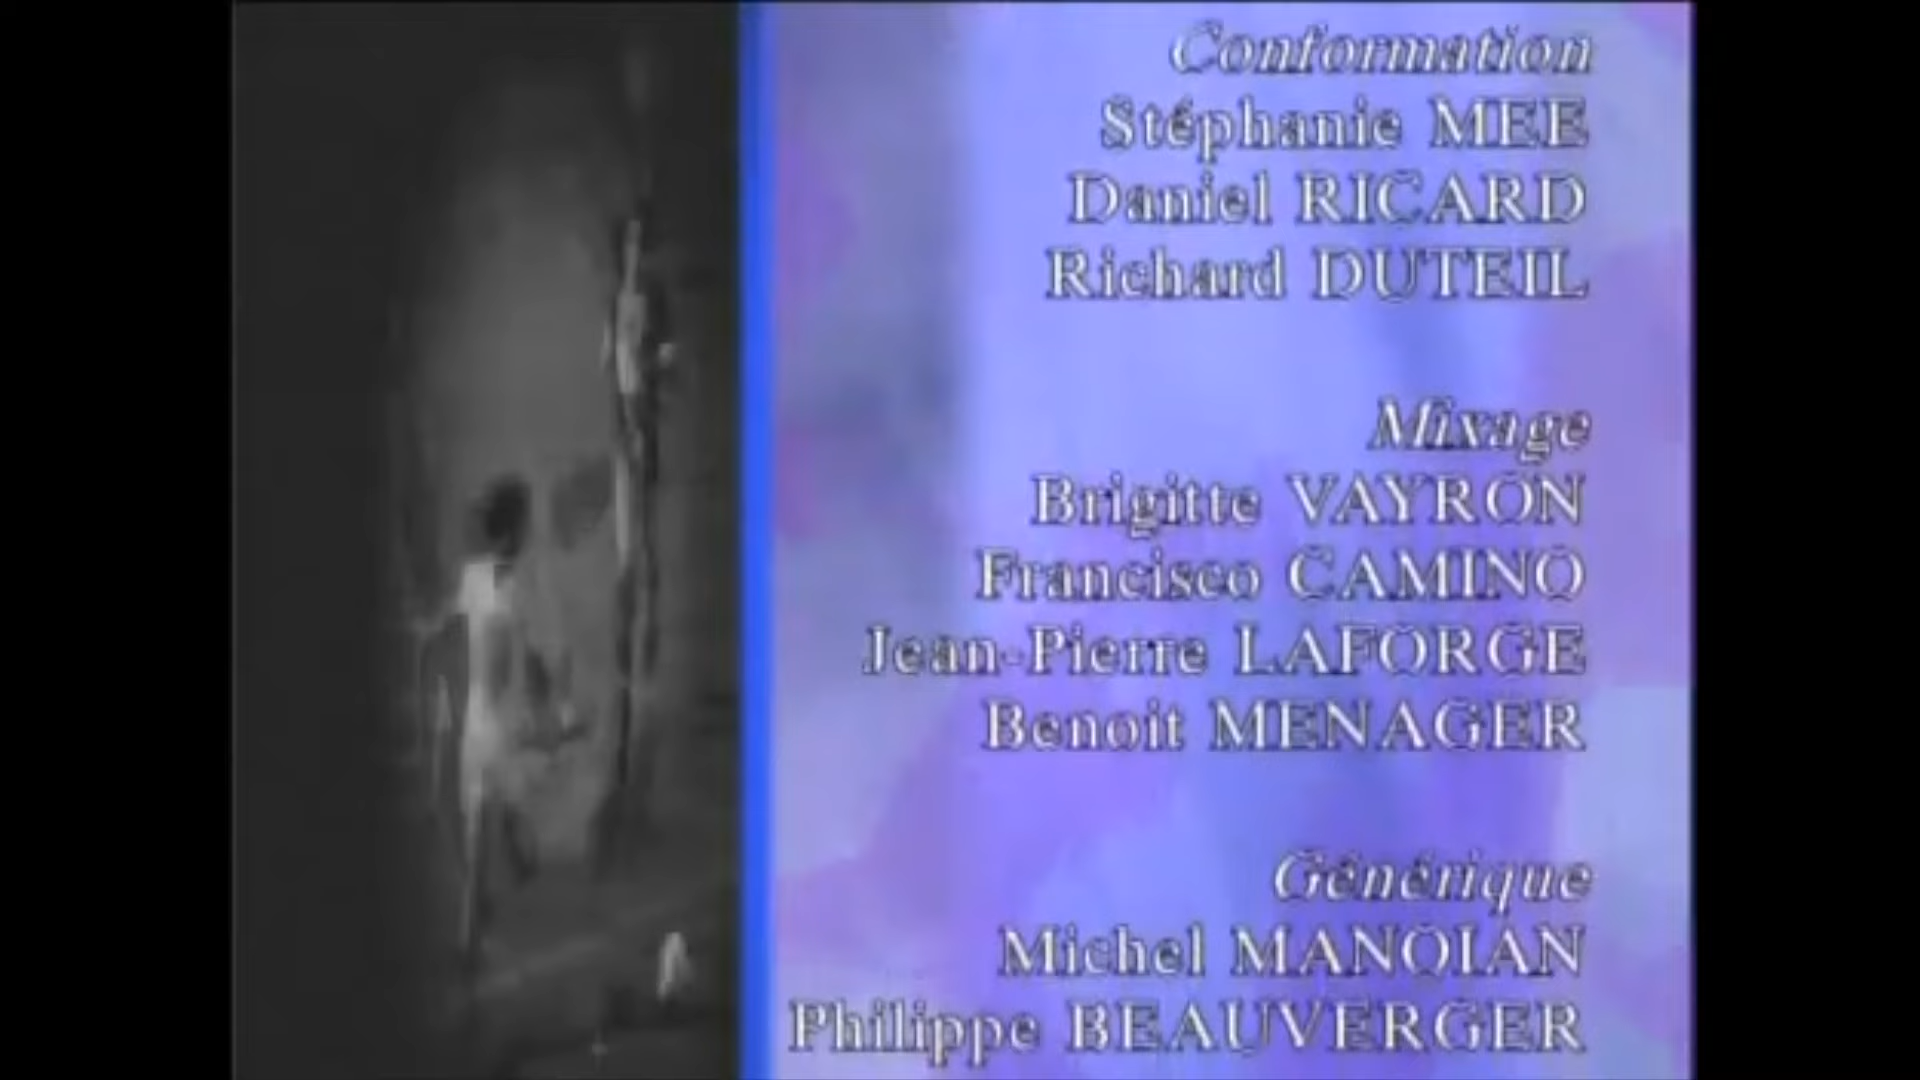 Conformation
Stéphanie MEE
Daniel RICARD
Richard DUTEIL
Mixage
Brigitte VAYRON
Francisco CAMINO
Jean-Pierre LAFORGE
Benoit MENAGER
Générique
Michel MANOIAN
Philippe BEAUVERGER